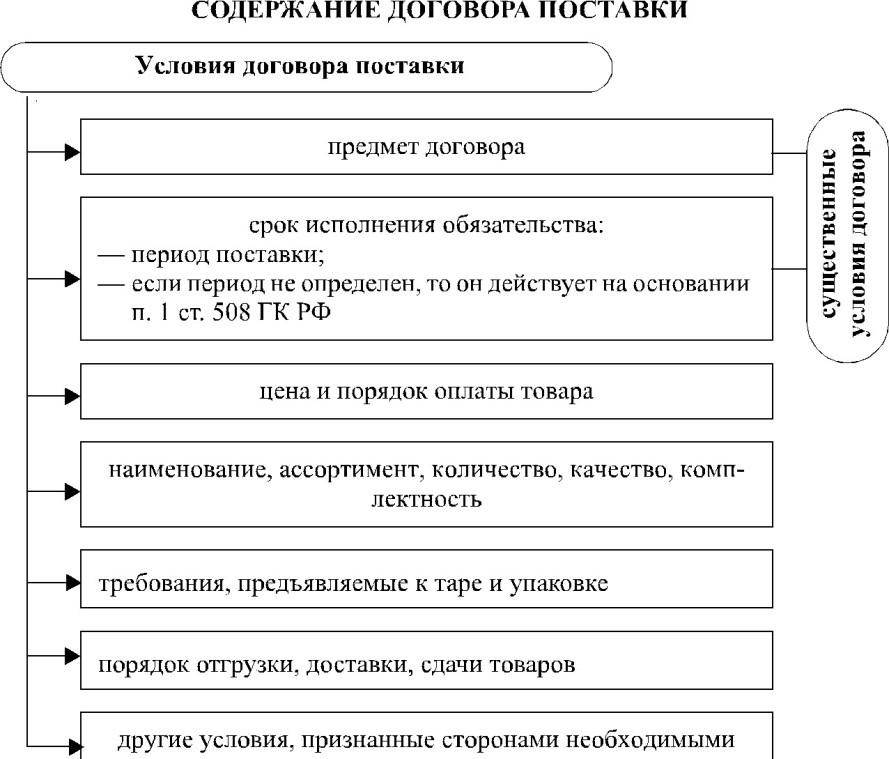 СОДЕРЖАНИЕ ДОГОВОРА ПОСТАВКИ
Условия договора поставки
предмет договора
срок исполнения обязательства:
— период поставки;
— если период не определен, то он действует на основании
п. 1 ст. 508 ГК РФ
существенные
условия договора
цена и порядок оплаты товара
наименование, ассортимент, количество, качество, комп-
лектность
требования, предъявляемые к таре и упаковке
порядок отгрузки, доставки, сдачи товаров
другие условия, признанные сторонами необходимыми